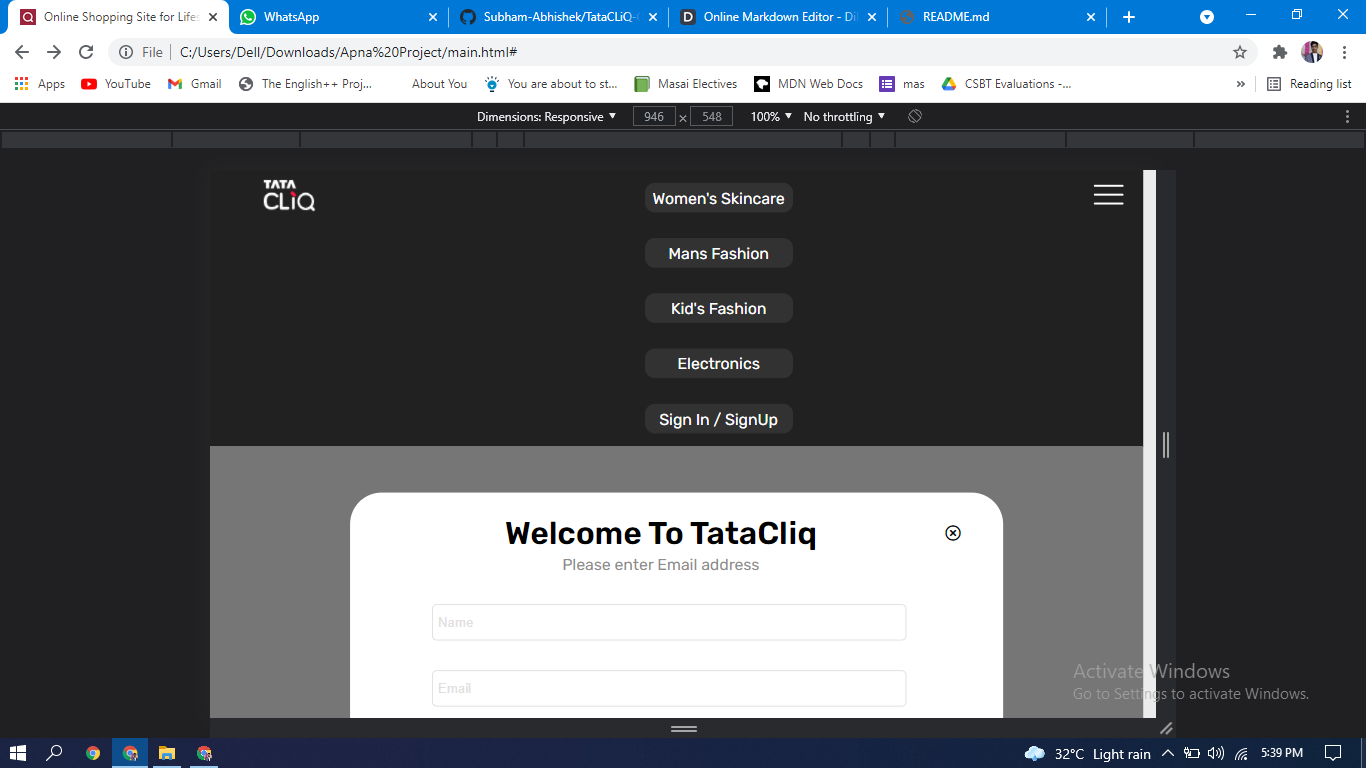 Online Shopping Site for Lifes
WhatsApp
Subham-Abhishek/TataCLiQ-
Online Markdown Editor - Di
README.md
File
C:/Users/Dell/Downloads/Apna%20Project/main.html#
Apps
YouTube
Gmail
The English++ Proj...
About You
You are about to st...
Masai Electives
MDN Web Docs
mas
CSBT Evaluations -...
»
Reading list
Dimensions: Responsive ▼ 946 × 548 100% ▼ No throttling ▼
TATA
CLiQ
Women's Skincare
Mans Fashion
Kid's Fashion
Electronics
Sign In / SignUp
Welcome To TataCliq
Please enter Email address
Name
Email
Activate Windows
Go to Settings to activate Windows.
32°C Light rain
5:39 PM